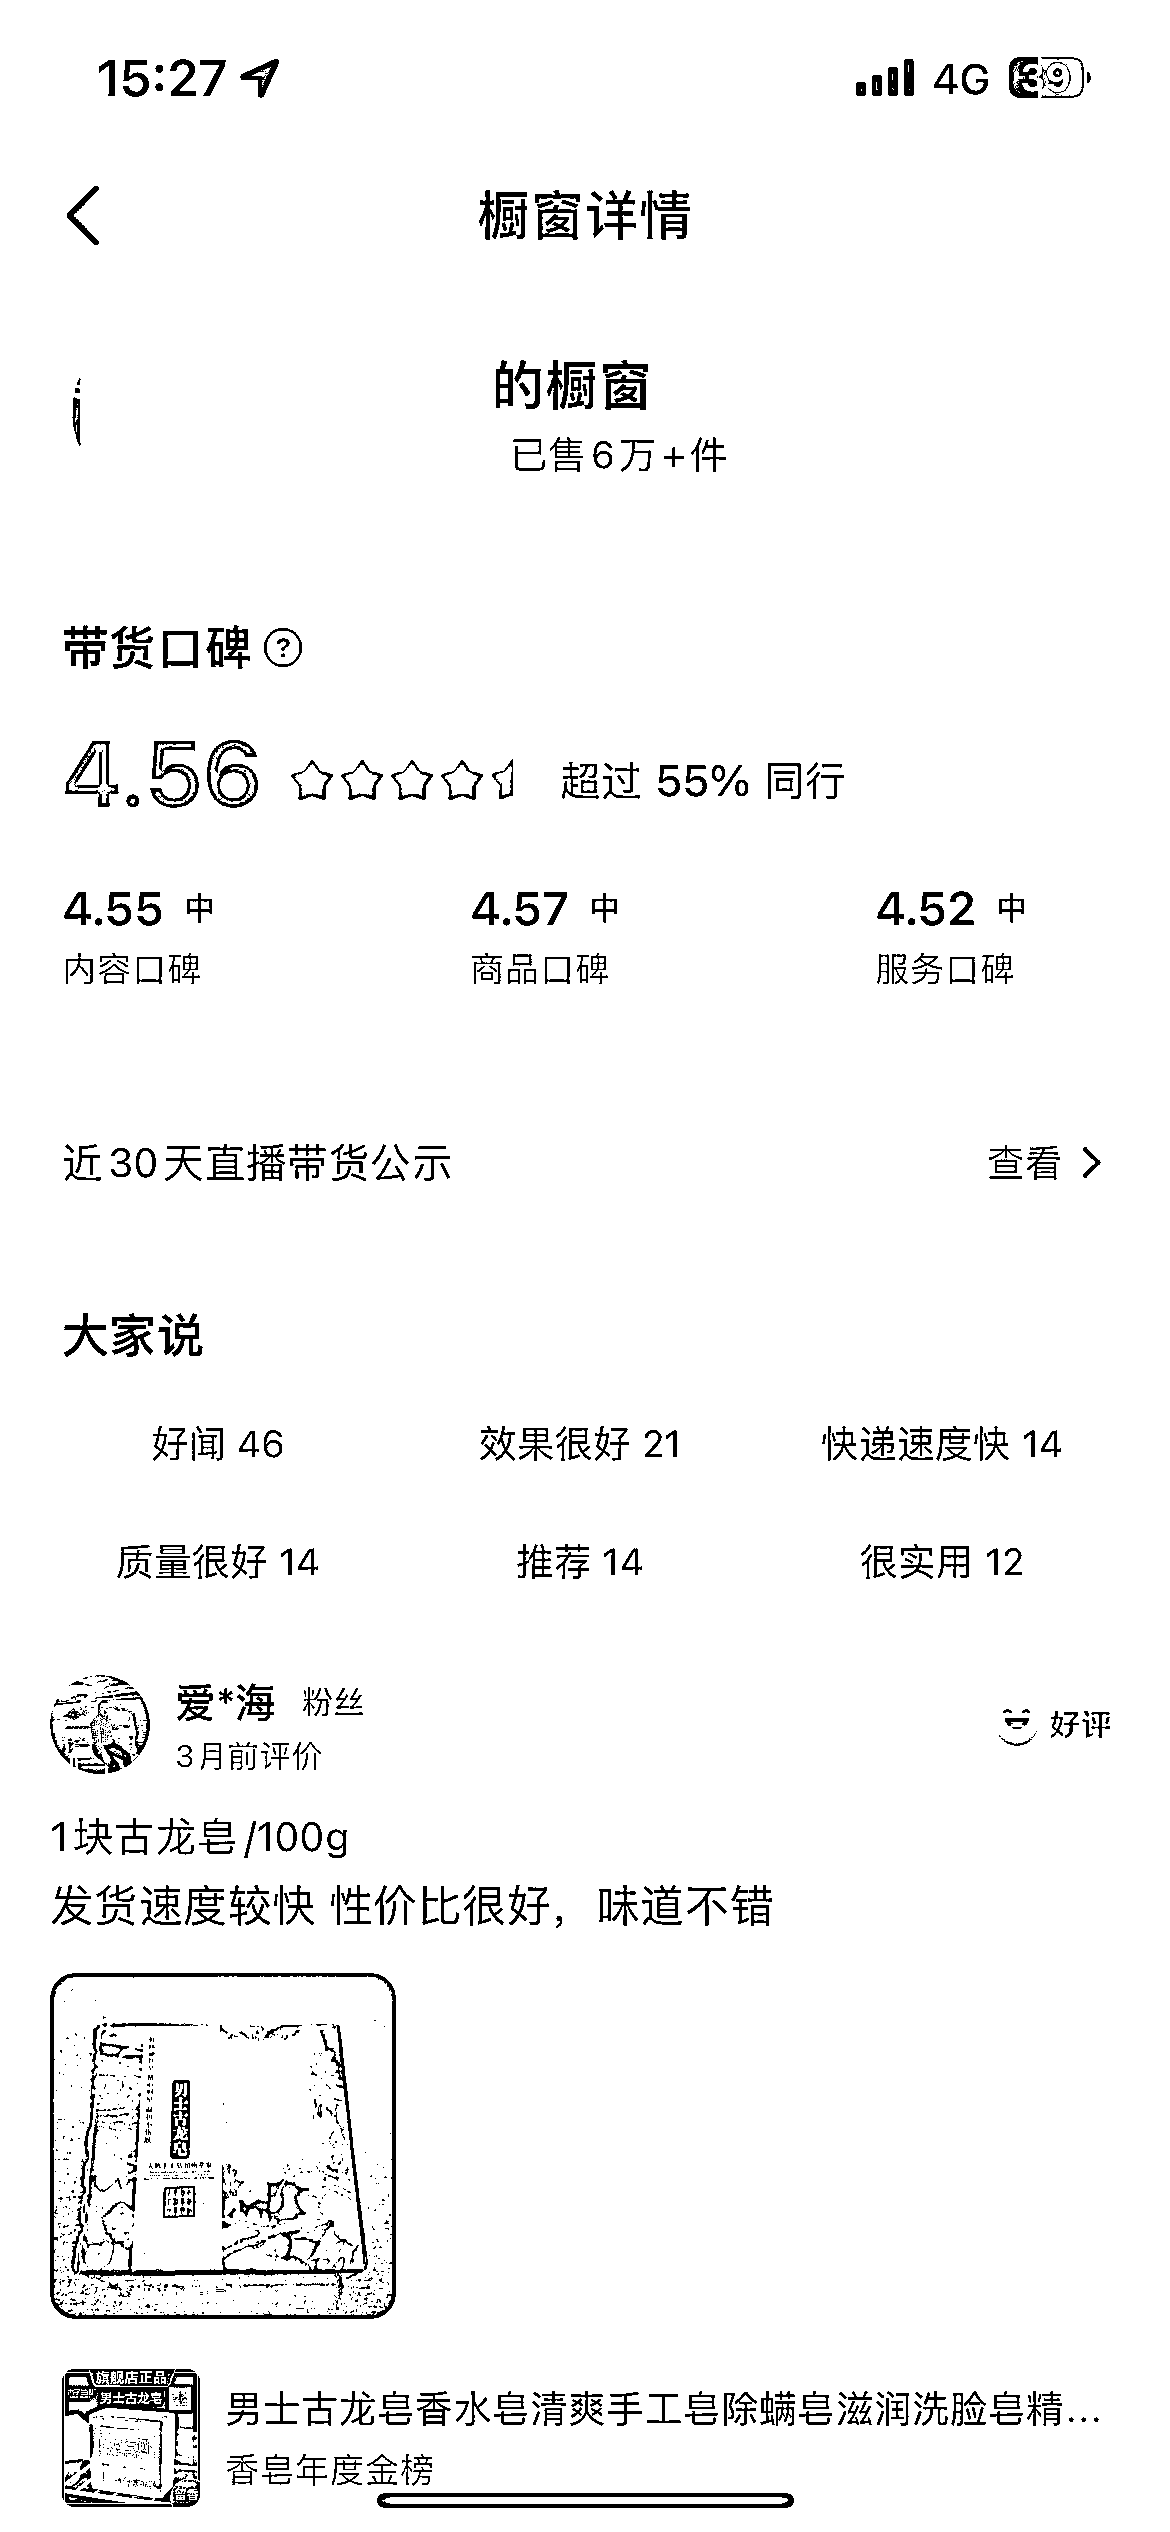 15:27 4G 39
橱窗详情
的橱窗
已售6万+件
带货口碑 ?
4.56 超过 55% 同行
4.55 中 4.57 中 4.52 中
内容口碑 商品口碑 服务口碑
近30天直播带货公示 查看
大家说
好闻 46 效果很好 21 快递速度快 14
质量很好 14 推荐 14 很实用 12
爱*海 粉丝 好评
3月前评价
1块古龙皂/100g
发货速度较快 性价比很好，味道不错
男士古龙皂
旗舰店正品
男士古龙皂
男士古龙皂香水皂清爽手工皂除螨皂滋润洗脸皂精...
香皂年度金榜